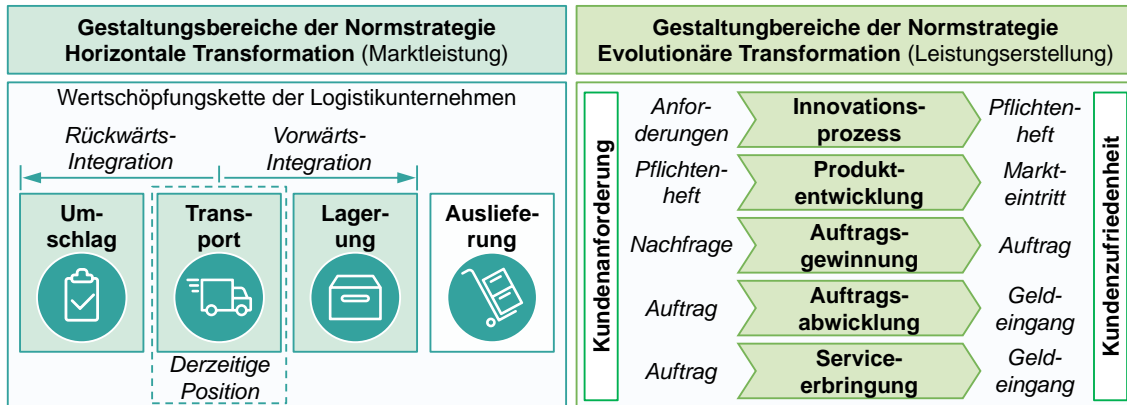 Gestaltungsbereiche der Normstrategie
Horizontale Transformation (Marktleistung)
Wertschöpfungskette der Logistikunternehmen
Rückwärts-
Integration
Vorwärts-
Integration
Um-
schlag
Trans-
port
Lager-
ung
Ausliefe-
rung
Derzeitige
Position
Gestaltungbereiche der Normstrategie
Evolutionäre Transformation (Leistungserstellung)
Kundenanforderung
Anfor-
derungen
Innovations-
prozess
Pflichten-
heft
Pflichten-
heft
Produkt-
entwicklung
Markt-
eintritt
Nachfrage
Auftrags-
gewinnung
Auftrag
Auftrag
Auftrags-
abwicklung
Geld-
eingang
Auftrag
Service-
erbringung
Geld-
eingang
Kundenzufriedenheit